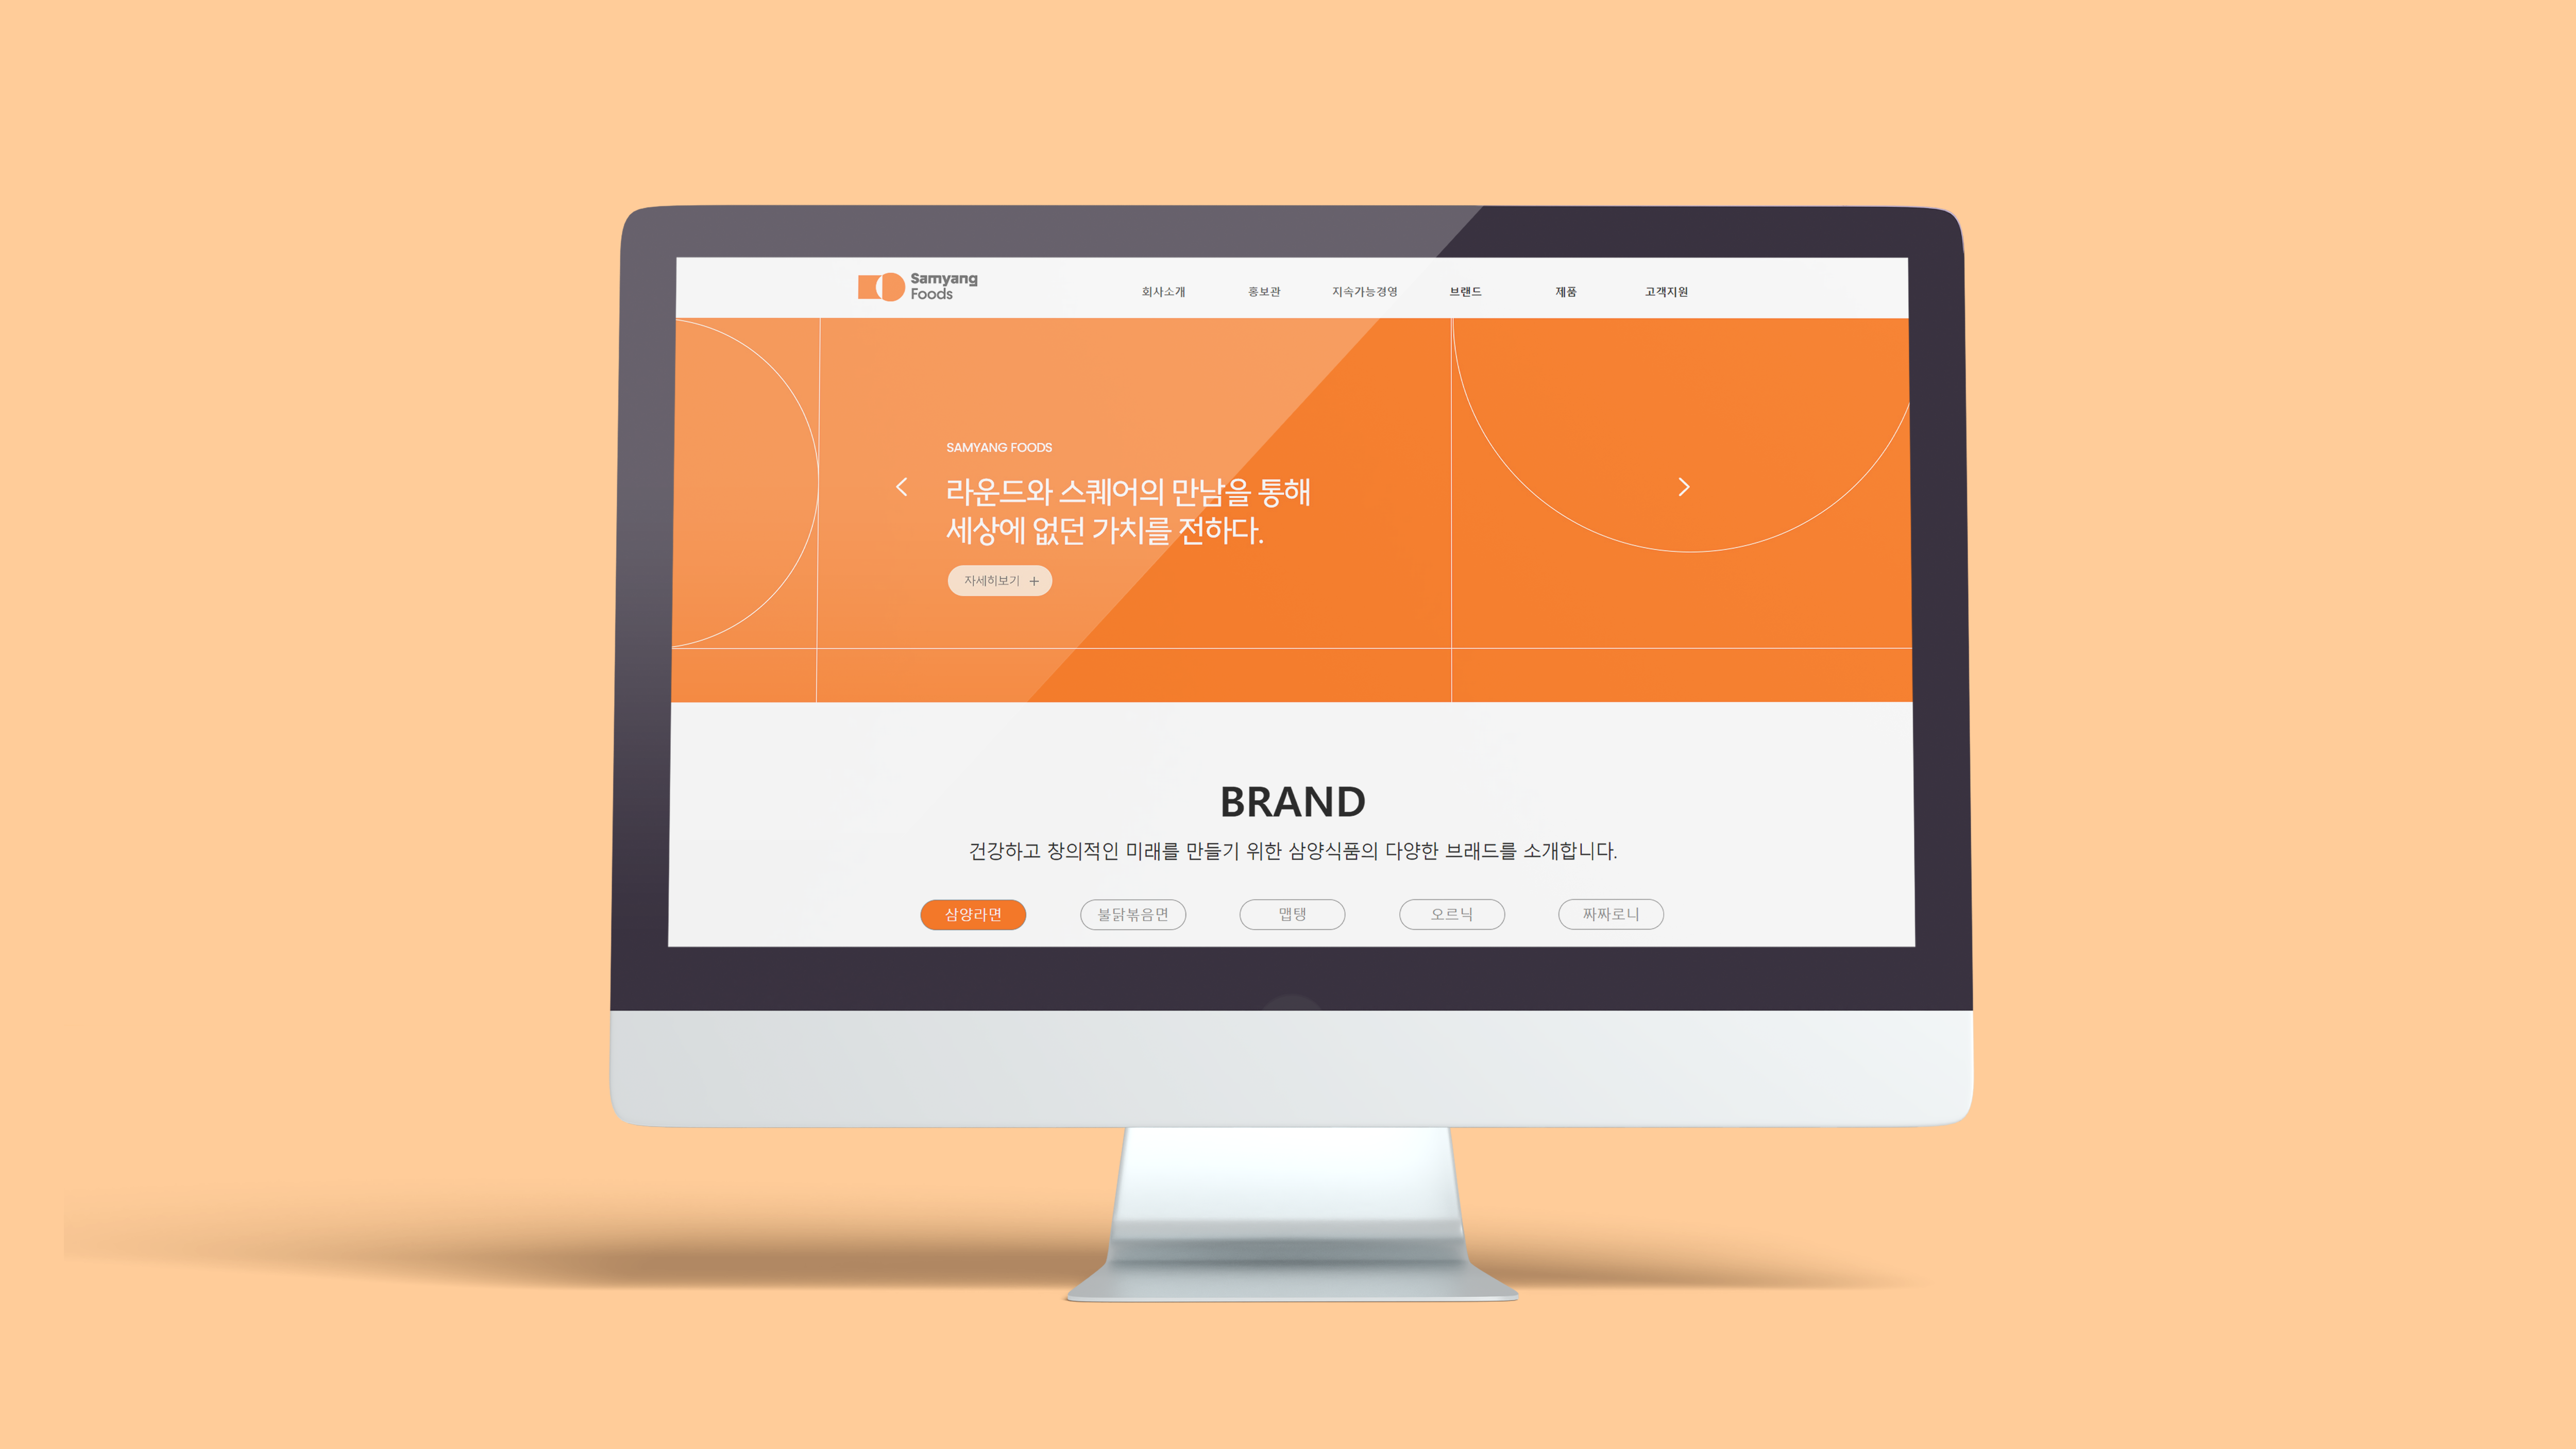 Samyang
Foods
회사소개 홍보관 지속가능경영 브랜드 제품 고객지원
SAMYANG FOODS
라운드와 스퀘어의 만남을 통해
세상에 없던 가치를 전하다.
자세히보기 +
BRAND
건강하고 창의적인 미래를 만들기 위한 삼양식품의 다양한 브래드를 소개합니다.
삼양라면 불닭볶음면 맵탱 오르닉 짜짜로니